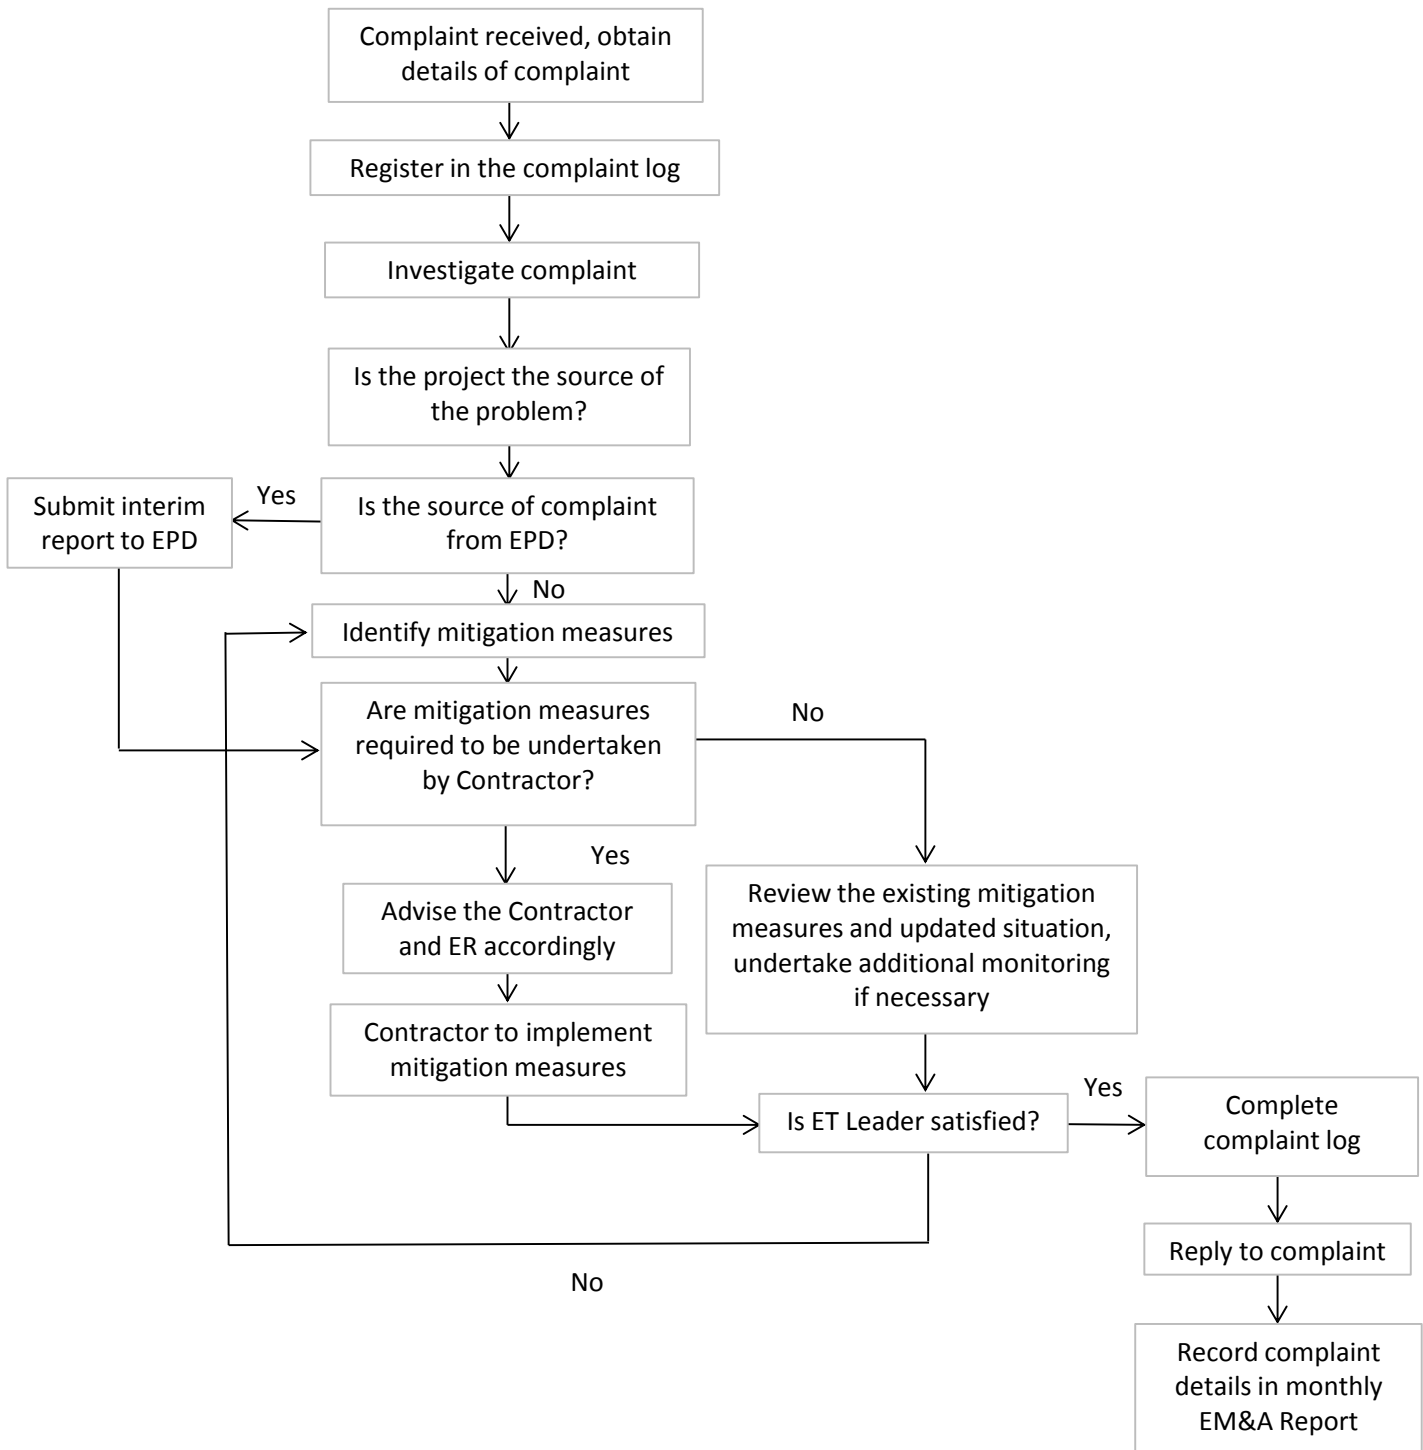 Complaint received, obtain
details of complaint
Register in the complaint log
Investigate complaint
Is the project the source of
the problem?
Submit interim
report to EPD
Yes
Is the source of complaint
from EPD?
No
Identify mitigation measures
Are mitigation measures
required to be undertaken
by Contractor?
No
Yes
Advise the Contractor
and ER accordingly
Review the existing mitigation
measures and updated situation,
undertake additional monitoring
if necessary
Contractor to implement
mitigation measures
Is ET Leader satisfied?
Yes
Complete
complaint log
No
Reply to complaint
Record complaint
details in monthly
EM&A Report